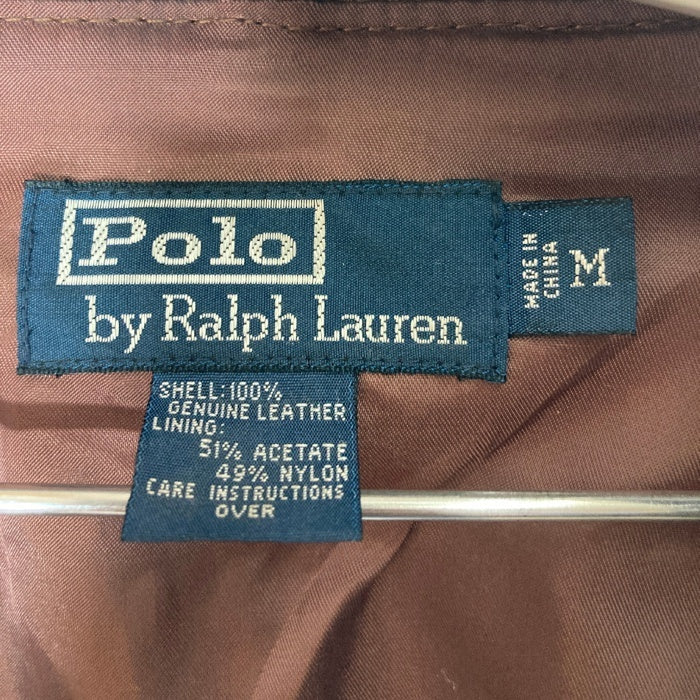 Polo
by Ralph Lauren
MADE IN
CHINA
M
SHELL:100%
GENUINE LEATHER
LINING:
51% ACETATE
49% NYLON
CARE INSTRUCTIONS
OVER